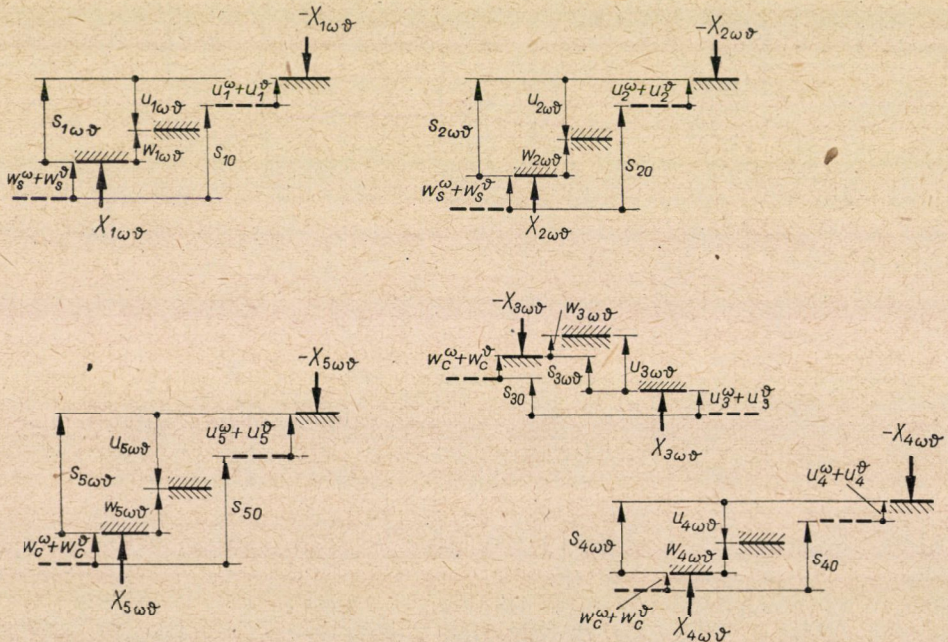 -X₁ωϑ
u₁^ω+u₁^ϑ
u₁ωϑ
s₁ωϑ
w₁ωϑ
s₁₀
w_s^ω+w_s^ϑ
X₁ωϑ
-X₂ωϑ
u₂^ω+u₂^ϑ
u₂ωϑ
s₂ωϑ
w₂ωϑ
s₂₀
w_s^ω+w_s^ϑ
X₂ωϑ
-X₃ωϑ
w₃ωϑ
w_c^ω+w_c^ϑ
s₃ωϑ
u₃ωϑ
s₃₀
u₃^ω+u₃^ϑ
X₃ωϑ
-X₅ωϑ
u₅^ω+u₅^ϑ
u₅ωϑ
s₅ωϑ
w₅ωϑ
s₅₀
w_c^ω+w_c^ϑ
X₅ωϑ
-X₄ωϑ
u₄^ω+u₄^ϑ
u₄ωϑ
s₄ωϑ
w₄ωϑ
s₄₀
w_c^ω+w_c^ϑ
X₄ωϑ